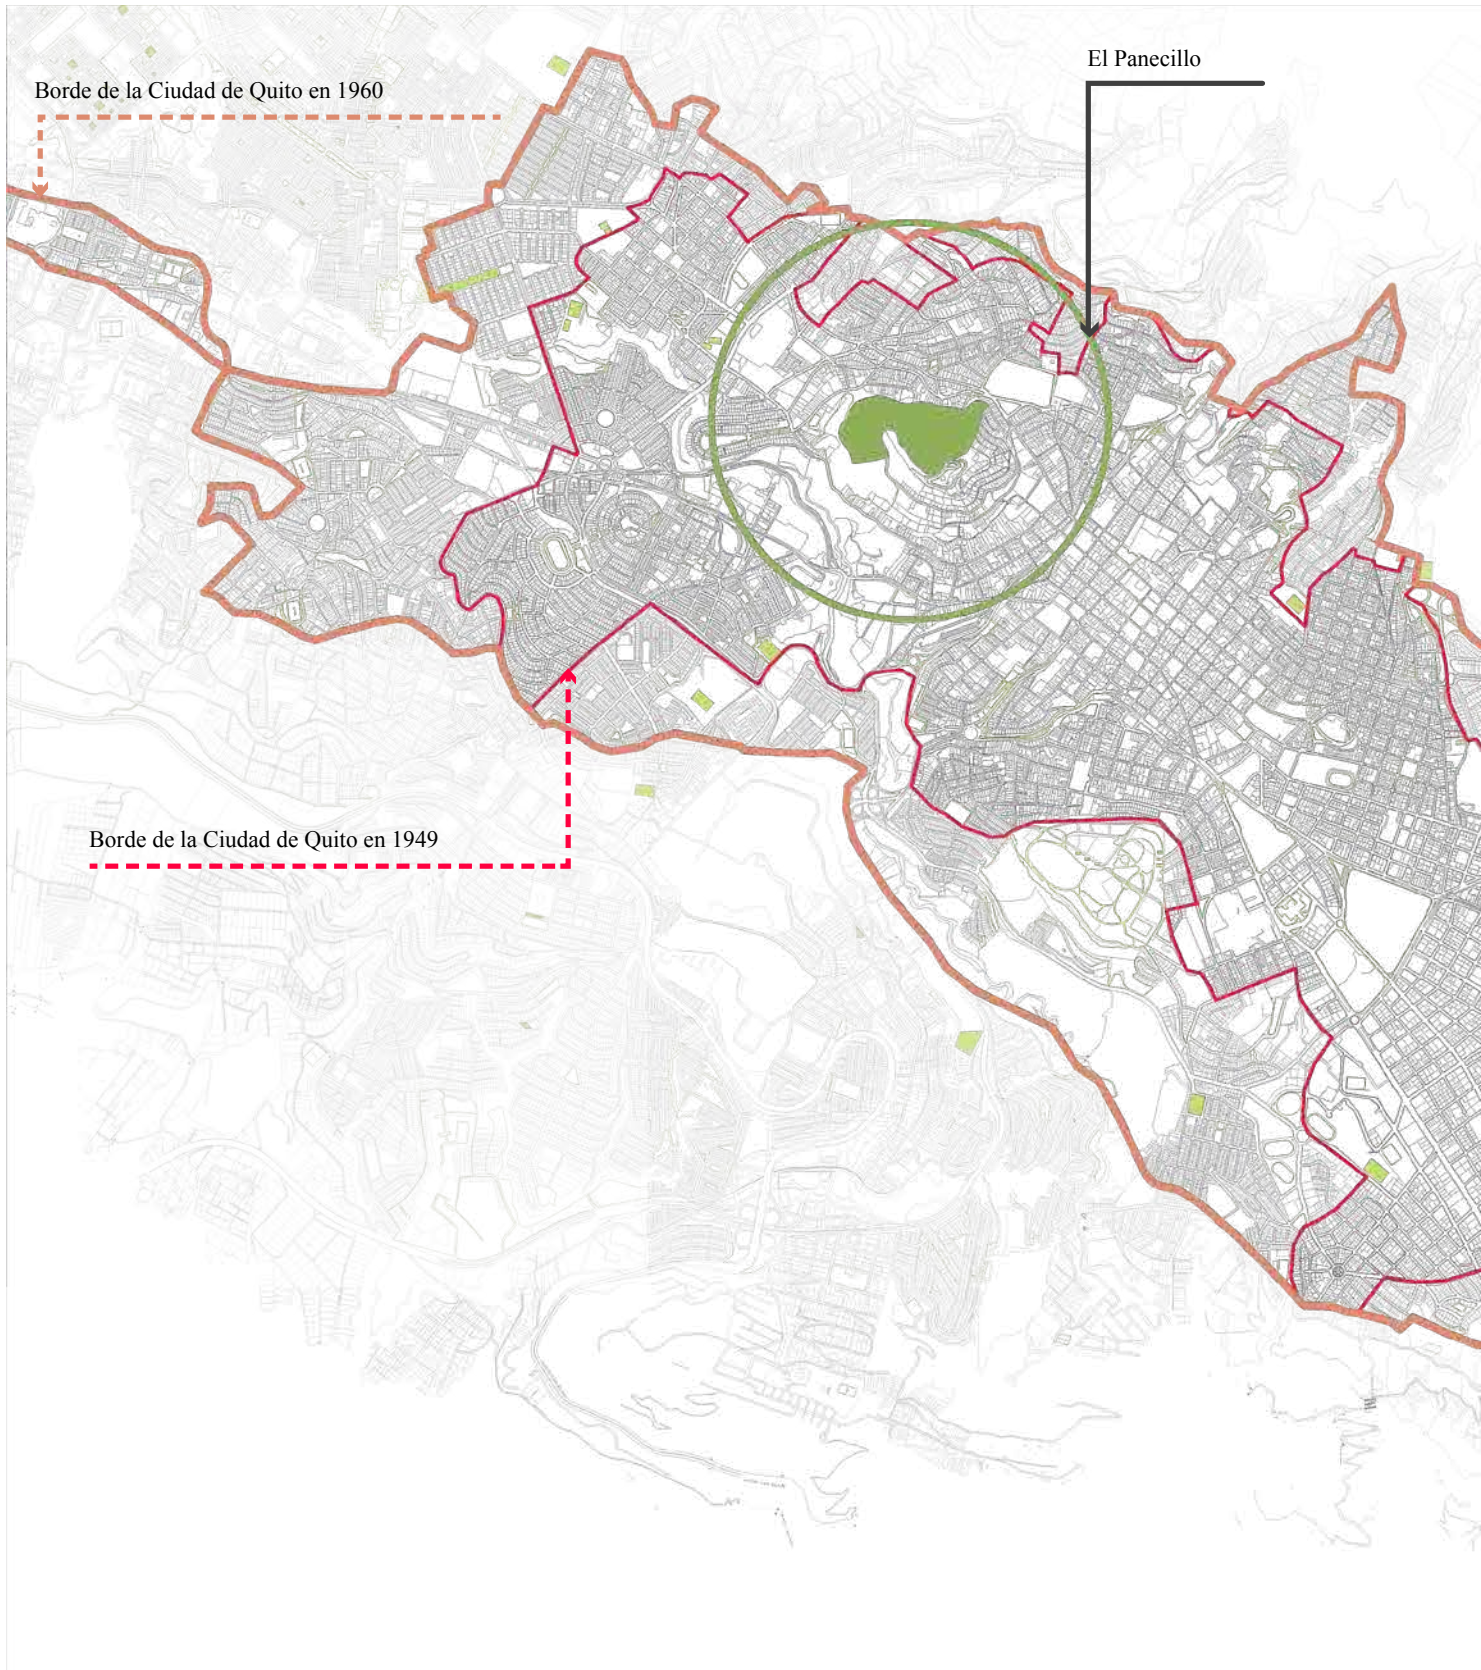 El Panecillo
Borde de la Ciudad de Quito en 1960
Borde de la Ciudad de Quito en 1949